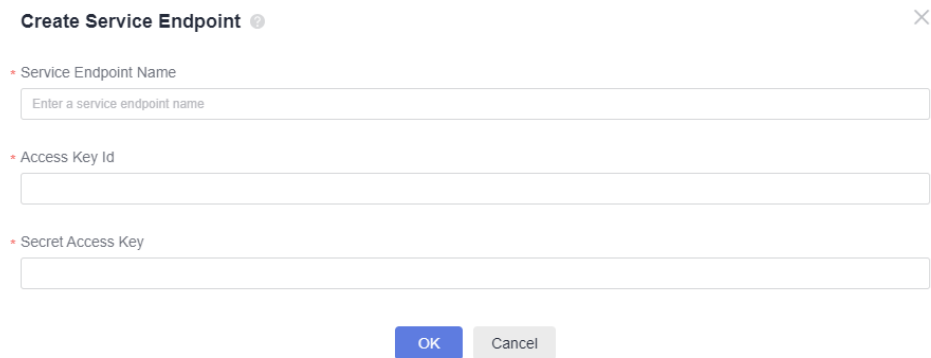 Create Service Endpoint ?
* Service Endpoint Name
Enter a service endpoint name
* Access Key Id
* Secret Access Key
OK Cancel